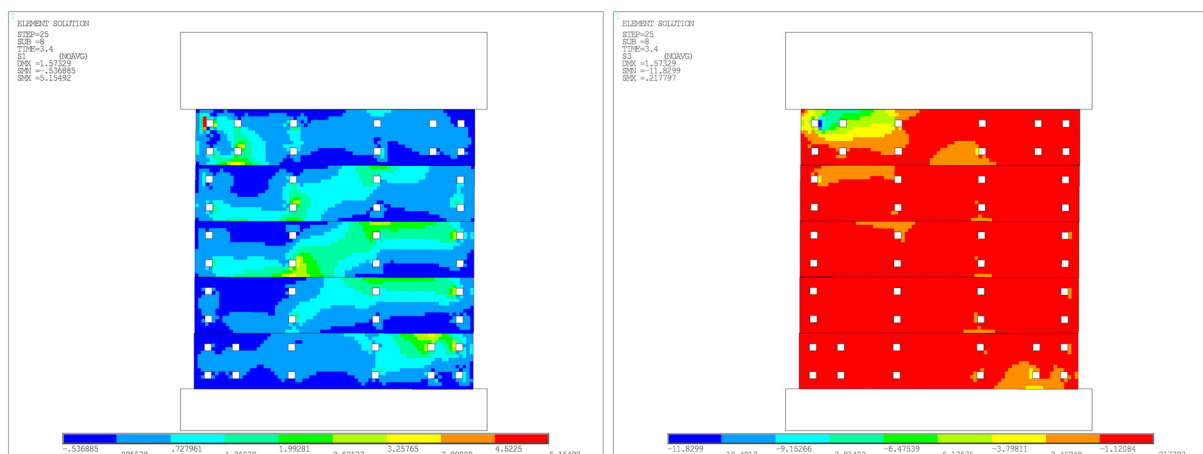 1
ELEMENT SOLUTION
STEP=25
SUB =8
TIME=3.4
S1 (NOAVG)
DMX =1.57329
SMN =-.536885
SMX =5.15492
-.536885 .727961 1.99281 3.25765 4.5225
1
ELEMENT SOLUTION
STEP=25
SUB =8
TIME=3.4
S3 (NOAVG)
DMX =1.57329
SMN =-11.8299
SMX =.217797
-11.8299 -9.15266 -6.47539 -3.79811 -1.12084